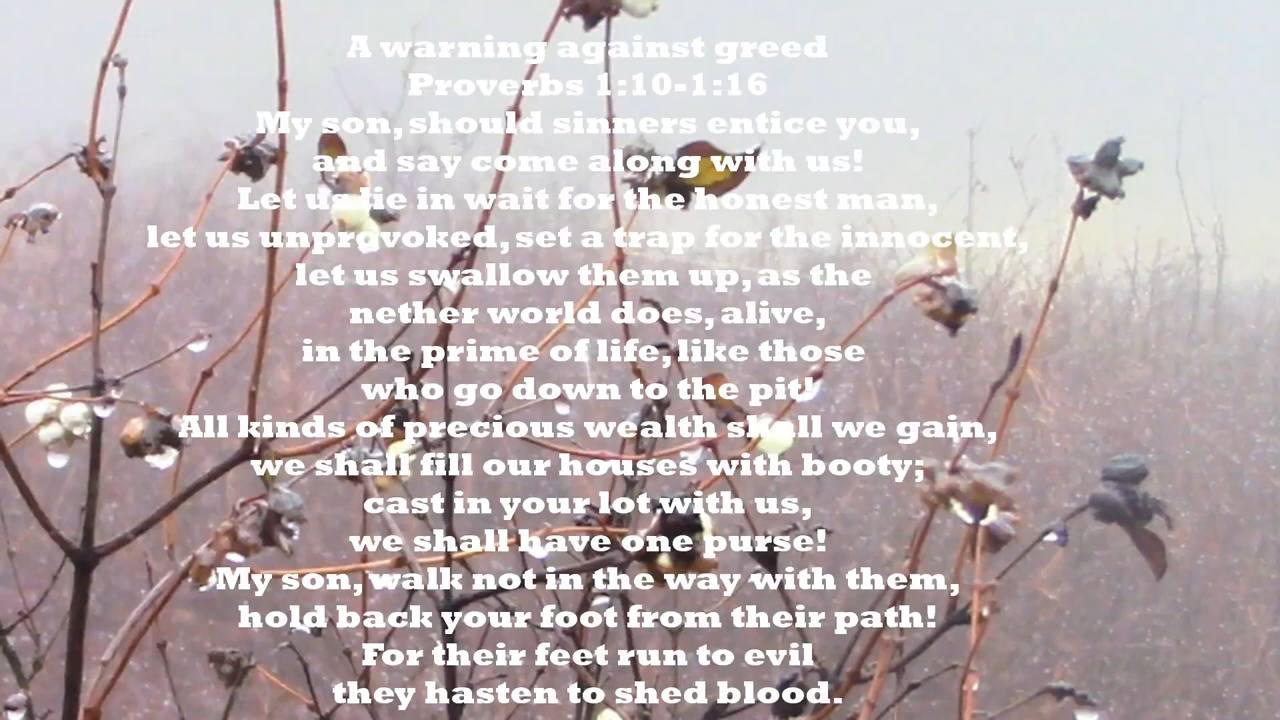 A warning against greed
Proverbs 1:10-1:16
My son, should sinners entice you,
and say come along with us!
Let us lie in wait for the honest man,
let us unprovoked, set a trap for the innocent,
let us swallow them up, as the
nether world does, alive,
in the prime of life, like those
who go down to the pit!
All kinds of precious wealth shall we gain,
we shall fill our houses with booty;
cast in your lot with us,
we shall have one purse!
My son, walk not in the way with them,
hold back your foot from their path!
For their feet run to evil
they hasten to shed blood.